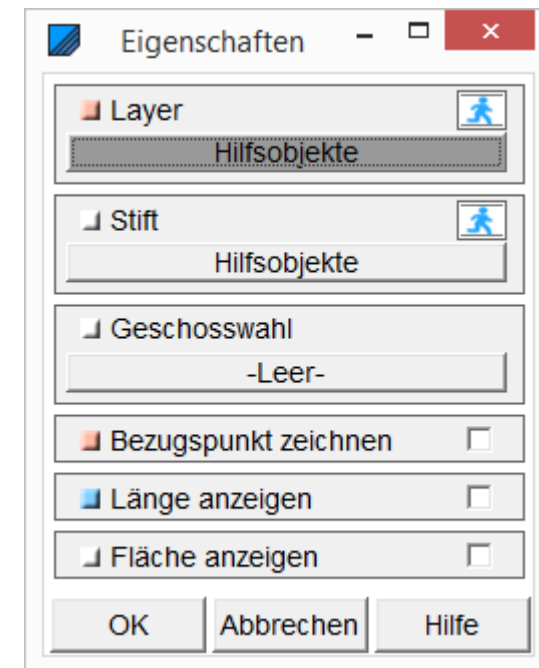 Eigenschaften
Layer
Hilfsobjekte
Stift
Hilfsobjekte
Geschosswahl
-Leer-
Bezugspunkt zeichnen
Länge anzeigen
Fläche anzeigen
OK Abbrechen Hilfe